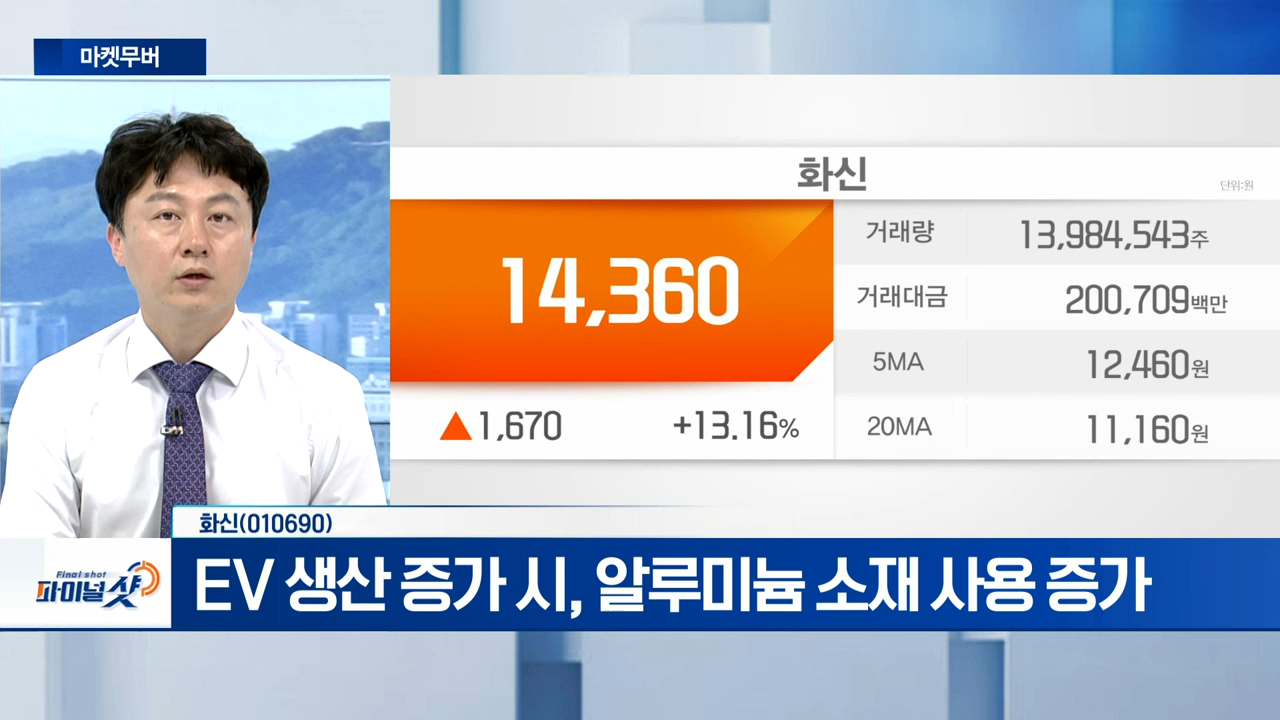 마켓무버
화신
단위:원
14,360
▲1,670 +13.16%
거래량 13,984,543주
거래대금 200,709백만
5MA 12,460원
20MA 11,160원
화신(010690)
Final shot
파이널샷
EV 생산 증가 시, 알루미늄 소재 사용 증가